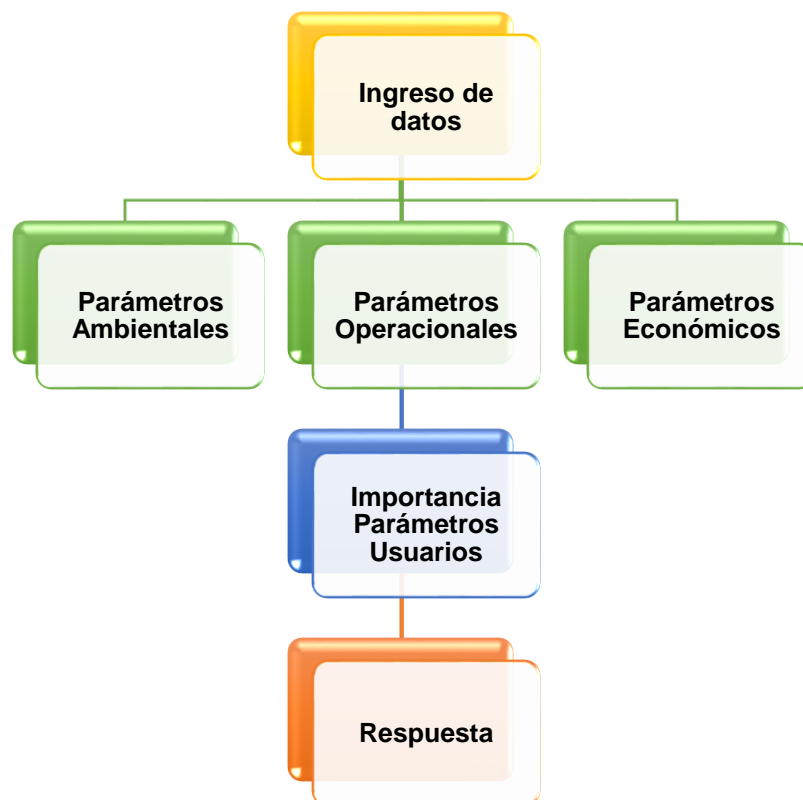 Ingreso de
datos
Parámetros
Ambientales
Parámetros
Operacionales
Parámetros
Económicos
Importancia
Parámetros
Usuarios
Respuesta